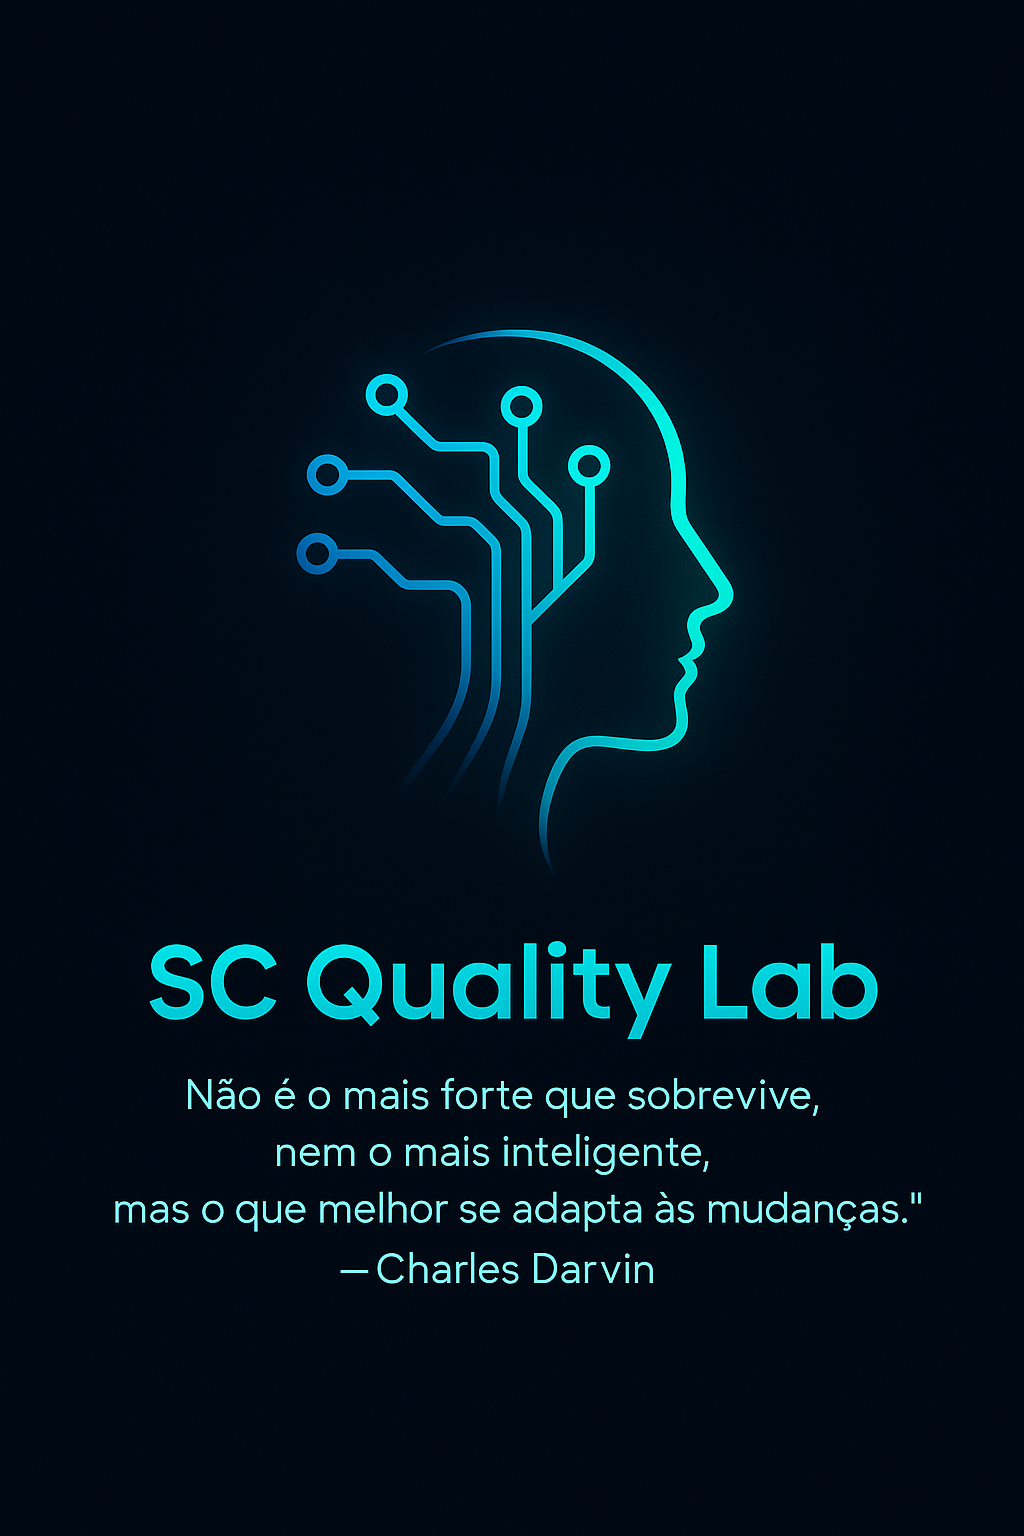 SC Quality Lab
Não é o mais forte que sobrevive,
nem o mais inteligente,
mas o que melhor se adapta às mudanças."
— Charles Darvin